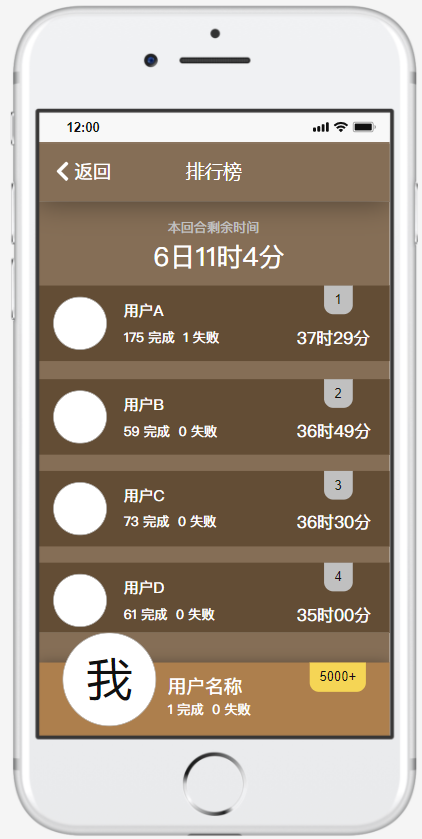 12:00
返回
排行榜
本回合剩余时间
6日11时4分
用户A
1
175 完成 1 失败
37时29分
用户B
2
59 完成 0 失败
36时49分
用户C
3
73 完成 0 失败
36时30分
用户D
4
61 完成 0 失败
35时00分
我
用户名称
5000+
1 完成 0 失败